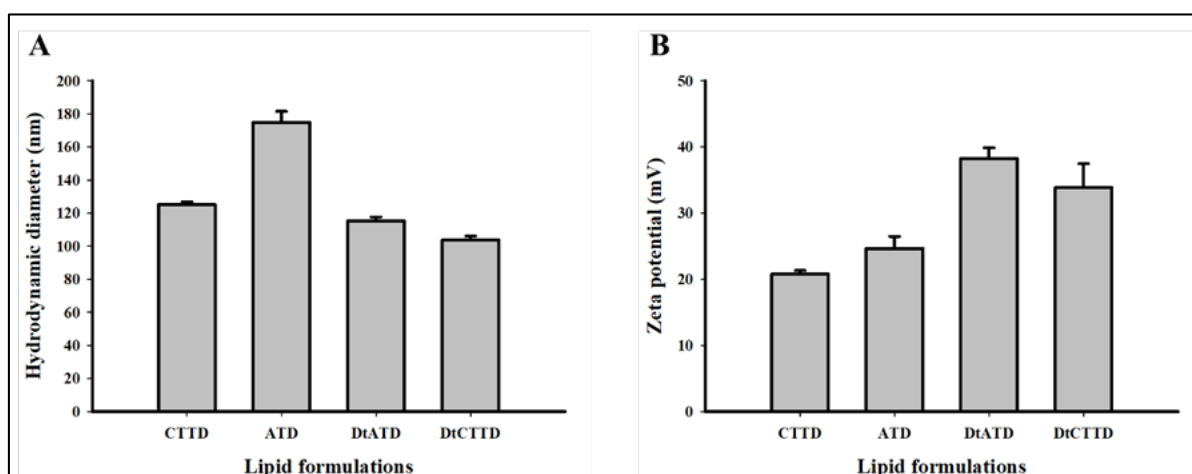 A
Hydrodynamic diameter (nm)
200
180
160
140
120
100
80
60
40
20
0
CTTD ATD DtATD DtCTTD
Lipid formulations
B
Zeta potential (mV)
50
40
30
20
10
0
CTTD ATD DtATD DtCTTD
Lipid formulations